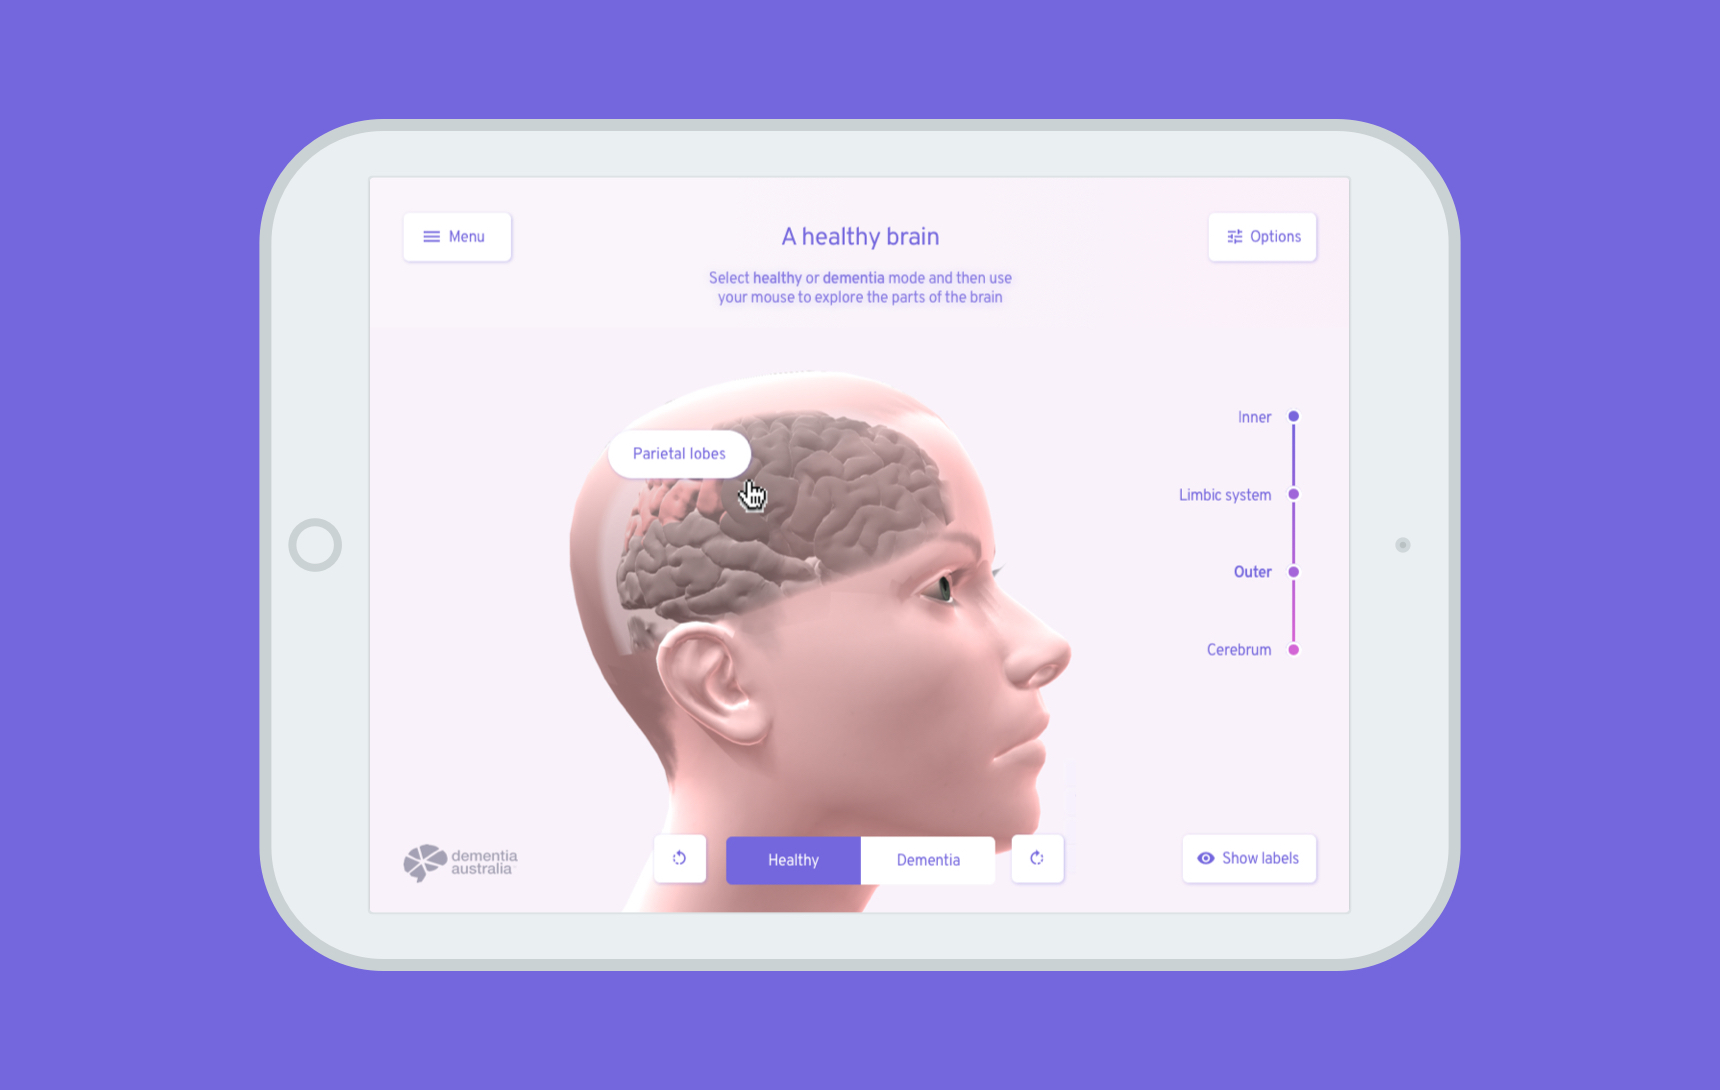 Menu
A healthy brain
Options
Select healthy or dementia mode and then use
your mouse to explore the parts of the brain
Inner
Parietal lobes
Limbic system
Outer
Cerebrum
dementia
australia
Healthy
Dementia
Show labels